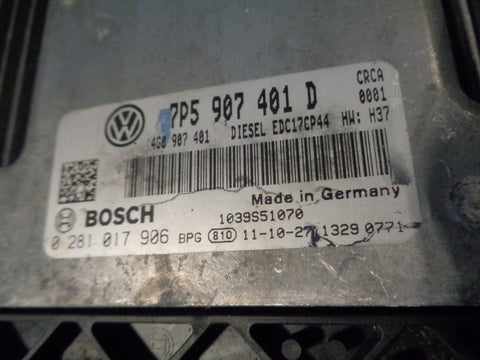 7P5 907 401 D CRCA
0001
4G0 907 401 DIESEL EDC17CP44 HW: H37
Made in Germany
BOSCH 1039S51070
0 281 017 906 BPG 810 11-10-27 1329 0771